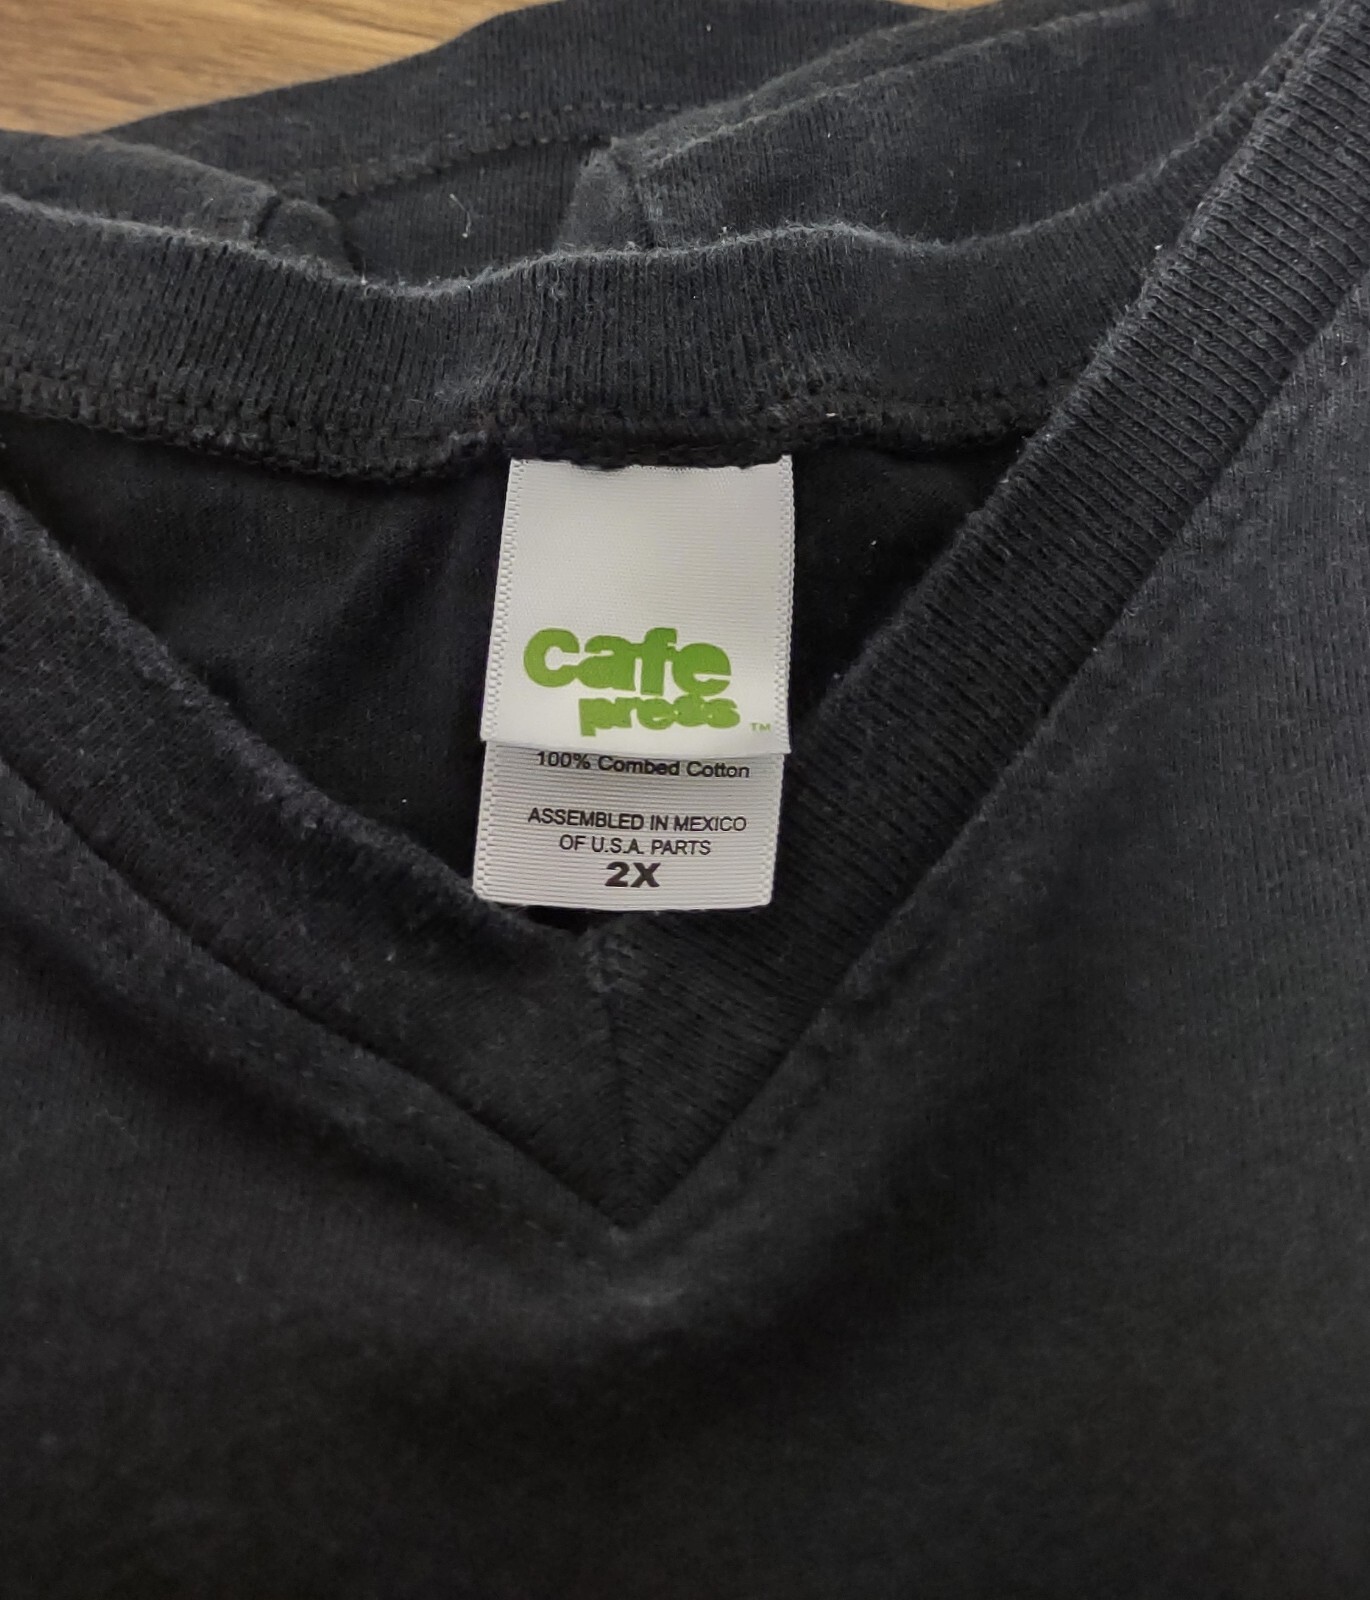 cafe
press ™
100% Combed Cotton
ASSEMBLED IN MEXICO
OF U.S.A. PARTS
2X